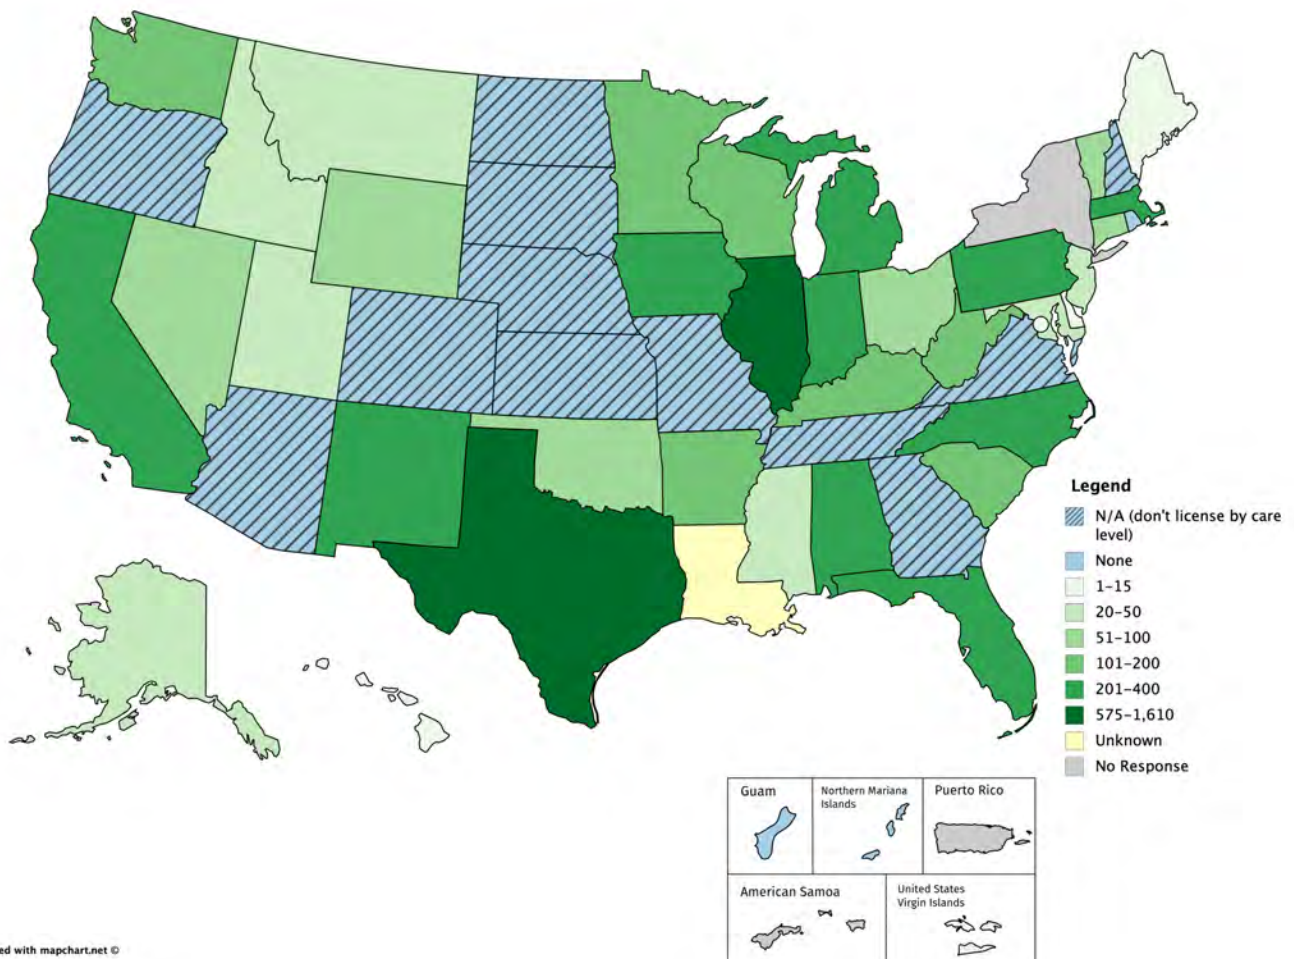 Legend
N/A (don't license by care
level)
None
1–15
20–50
51–100
101–200
201–400
575–1,610
Unknown
No Response
Guam
Northern Mariana
Islands
Puerto Rico
American Samoa
United States
Virgin Islands
ed with mapchart.net ©